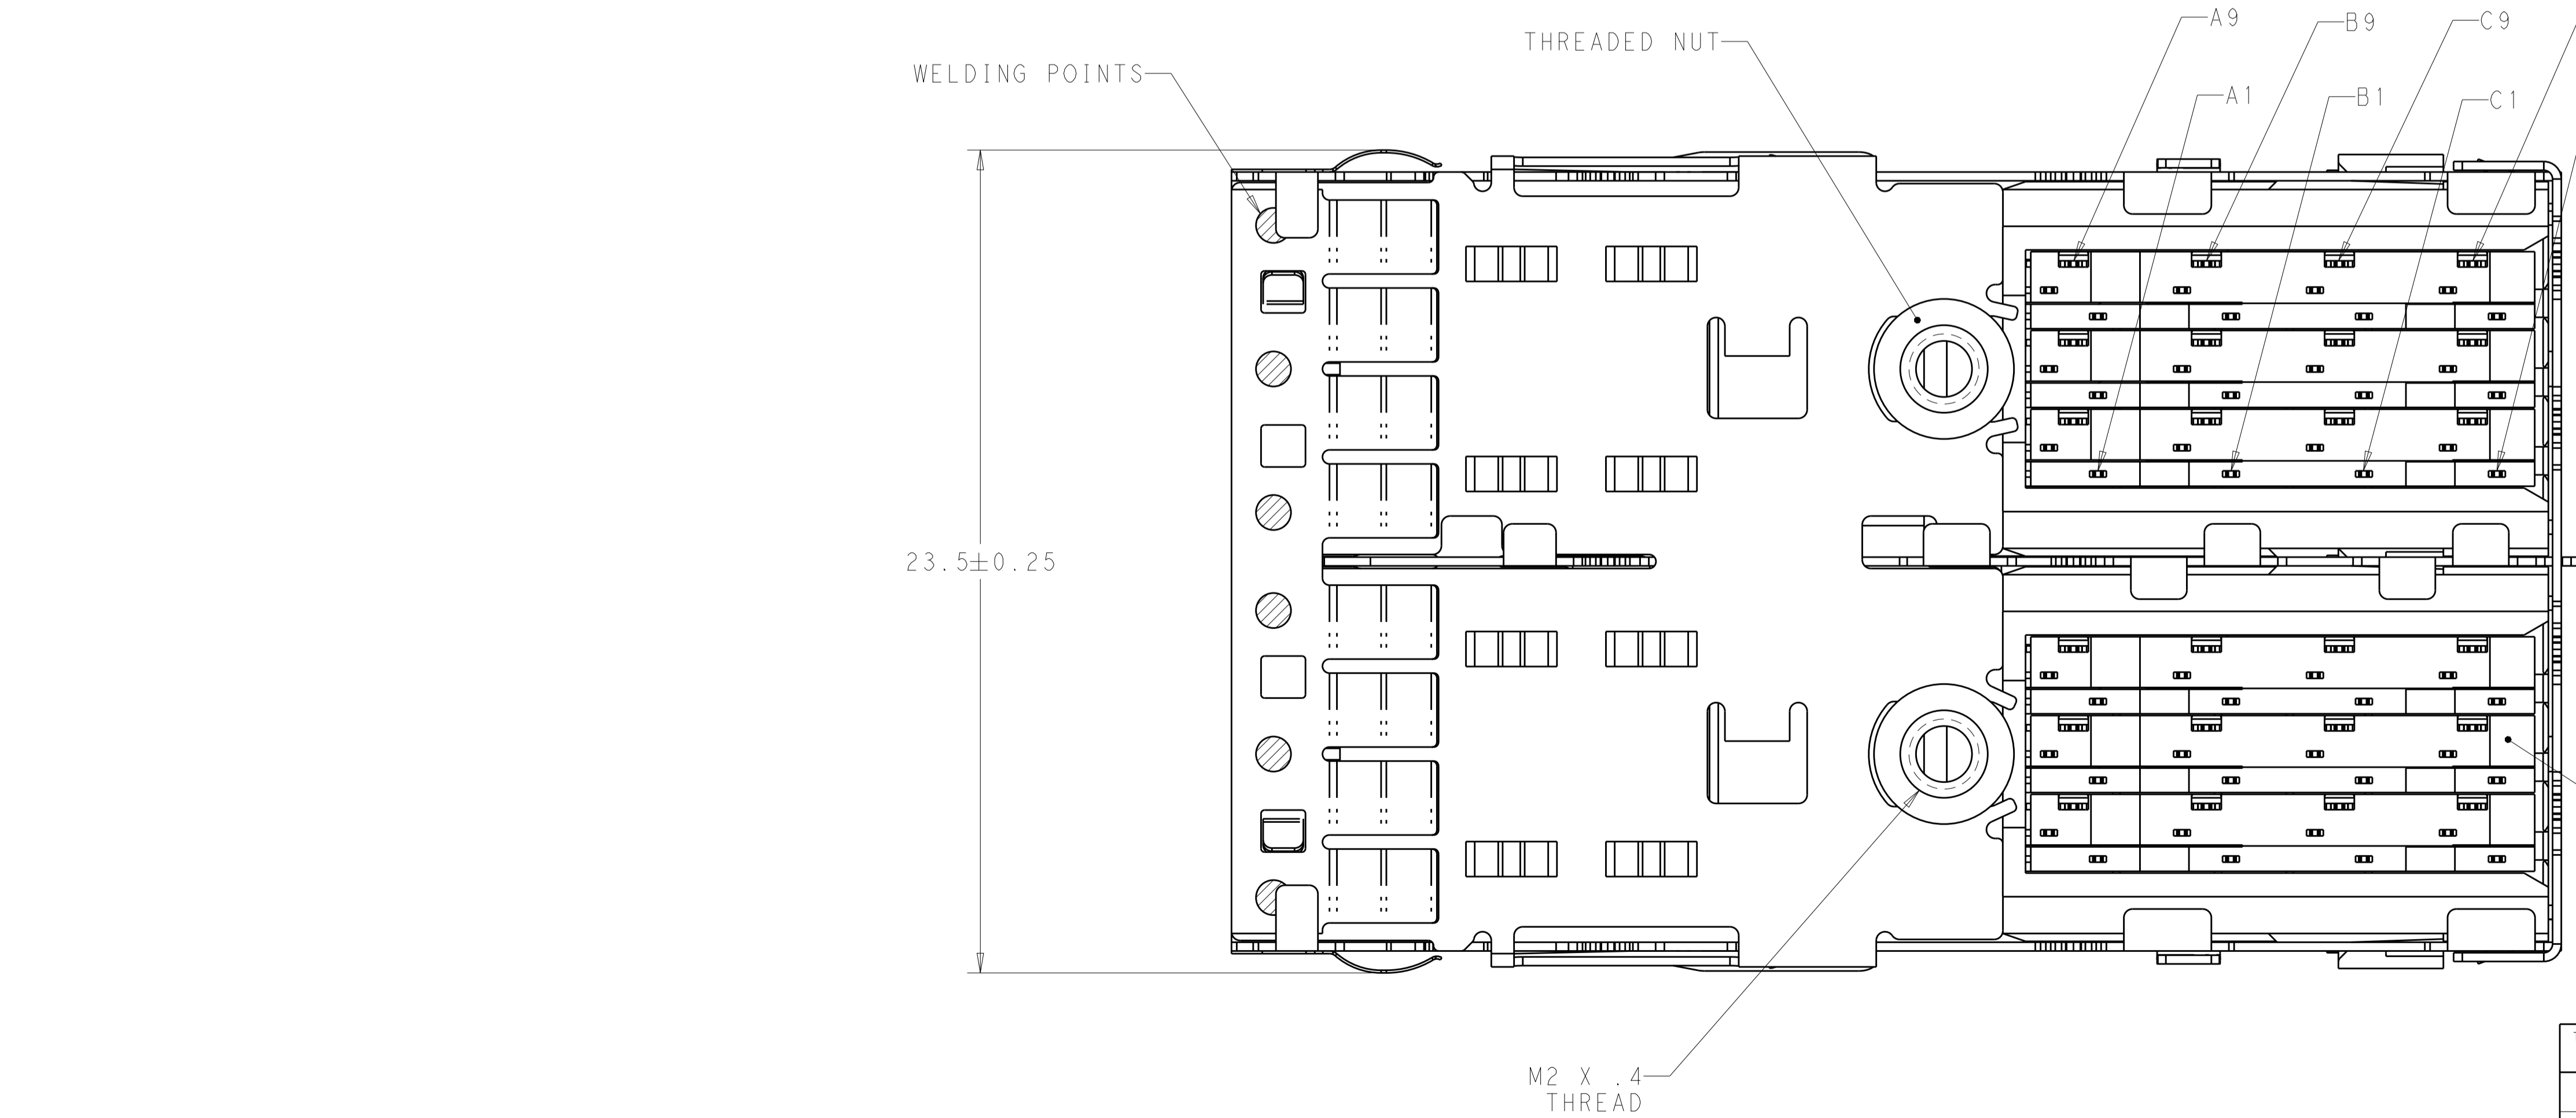 A9
B9
C9
THREADED NUT
WELDING POINTS
A1
B1
C1
23.5±0.25
M2 X .4
THREAD